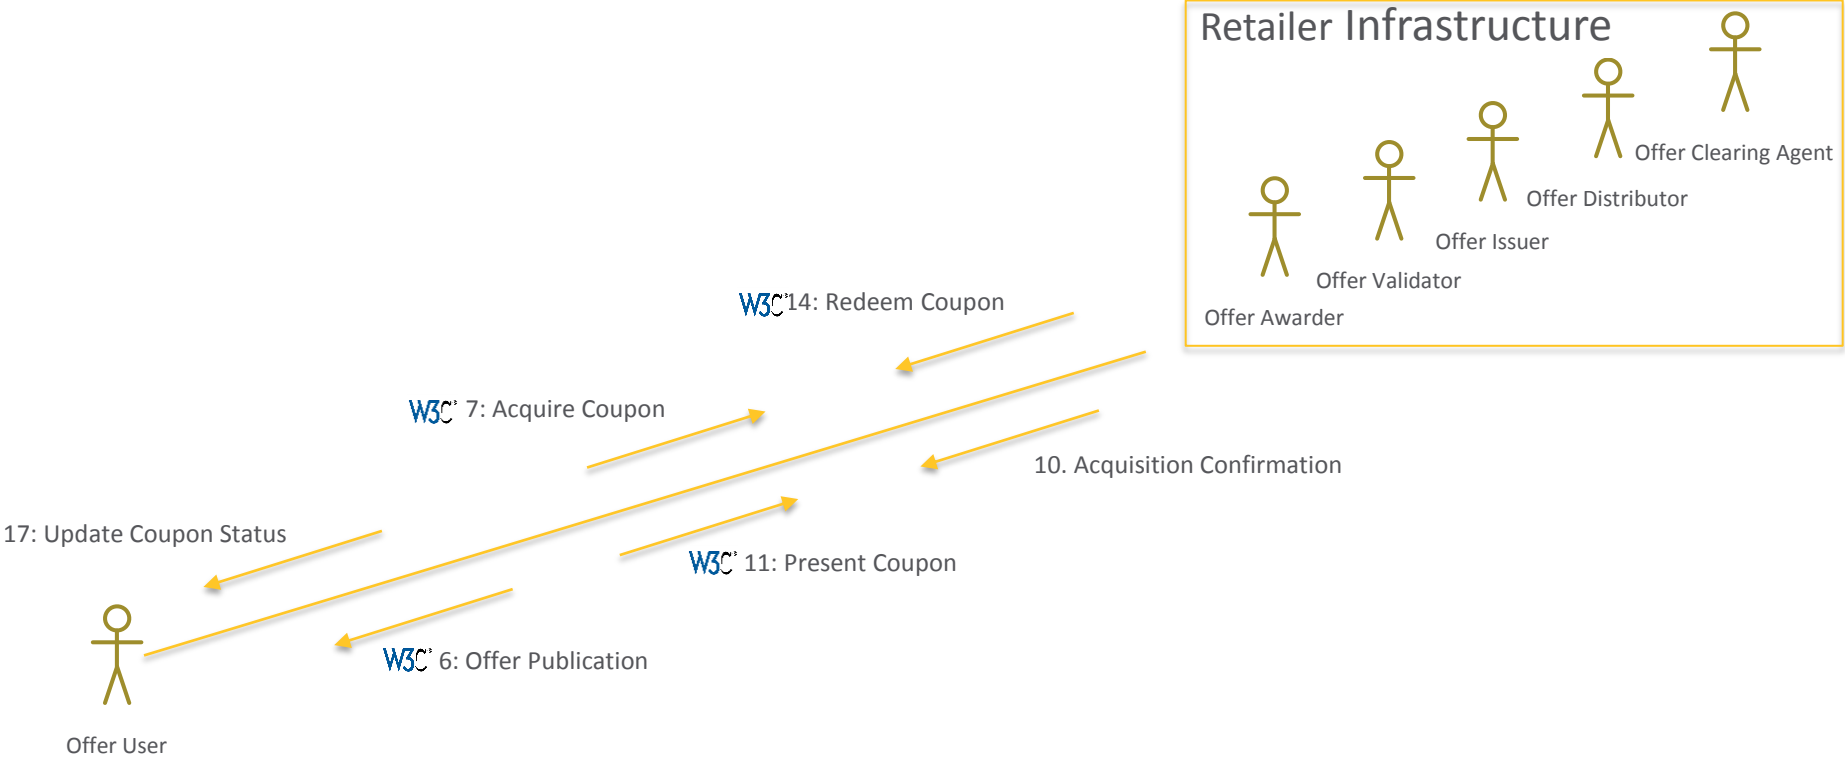 Retailer Infrastructure
Offer Clearing Agent
Offer Distributor
Offer Issuer
Offer Validator
Offer Awarder
W3C 14: Redeem Coupon
W3C 7: Acquire Coupon
10. Acquisition Confirmation
17: Update Coupon Status
W3C 11: Present Coupon
W3C 6: Offer Publication
Offer User